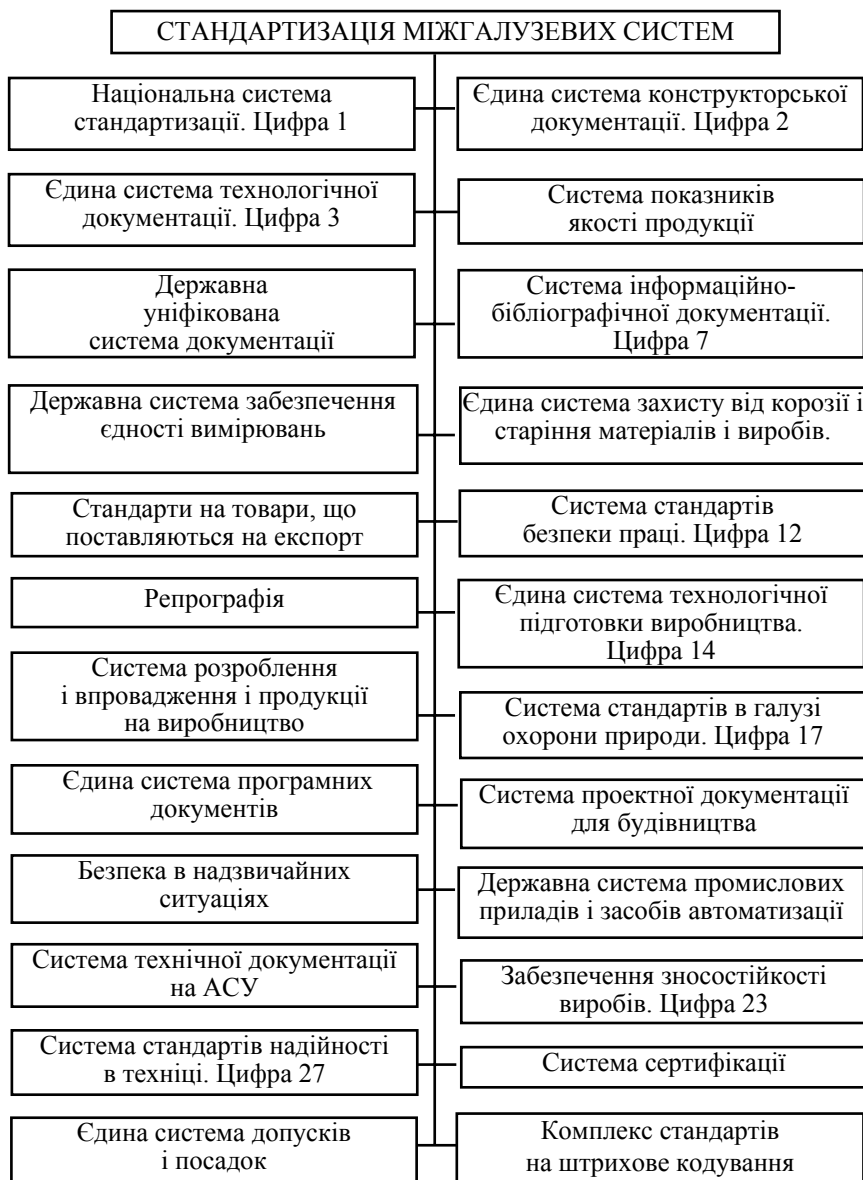 СТАНДАРТИЗАЦІЯ МІЖГАЛУЗЕВИХ СИСТЕМ
Національна система
стандартизації. Цифра 1
Єдина система конструкторської
документації. Цифра 2
Єдина система технологічної
документації. Цифра 3
Система показників
якості продукції
Державна
уніфікована
система документації
Система інформаційно-
бібліографічної документації.
Цифра 7
Державна система забезпечення
єдності вимірювань
Єдина система захисту від корозії і
старіння матеріалів і виробів.
Стандарти на товари, що
поставляються на експорт
Система стандартів
безпеки праці. Цифра 12
Репрографія
Єдина система технологічної
підготовки виробництва.
Цифра 14
Система розроблення
і впровадження і продукції
на виробництво
Система стандартів в галузі
охорони природи. Цифра 17
Єдина система програмних
документів
Система проектної документації
для будівництва
Безпека в надзвичайних
ситуаціях
Державна система промислових
приладів і засобів автоматизації
Система технічної документації
на АСУ
Забезпечення зносостійкості
виробів. Цифра 23
Система стандартів надійності
в техніці. Цифра 27
Система сертифікації
Єдина система допусків
і посадок
Комплекс стандартів
на штрихове кодування